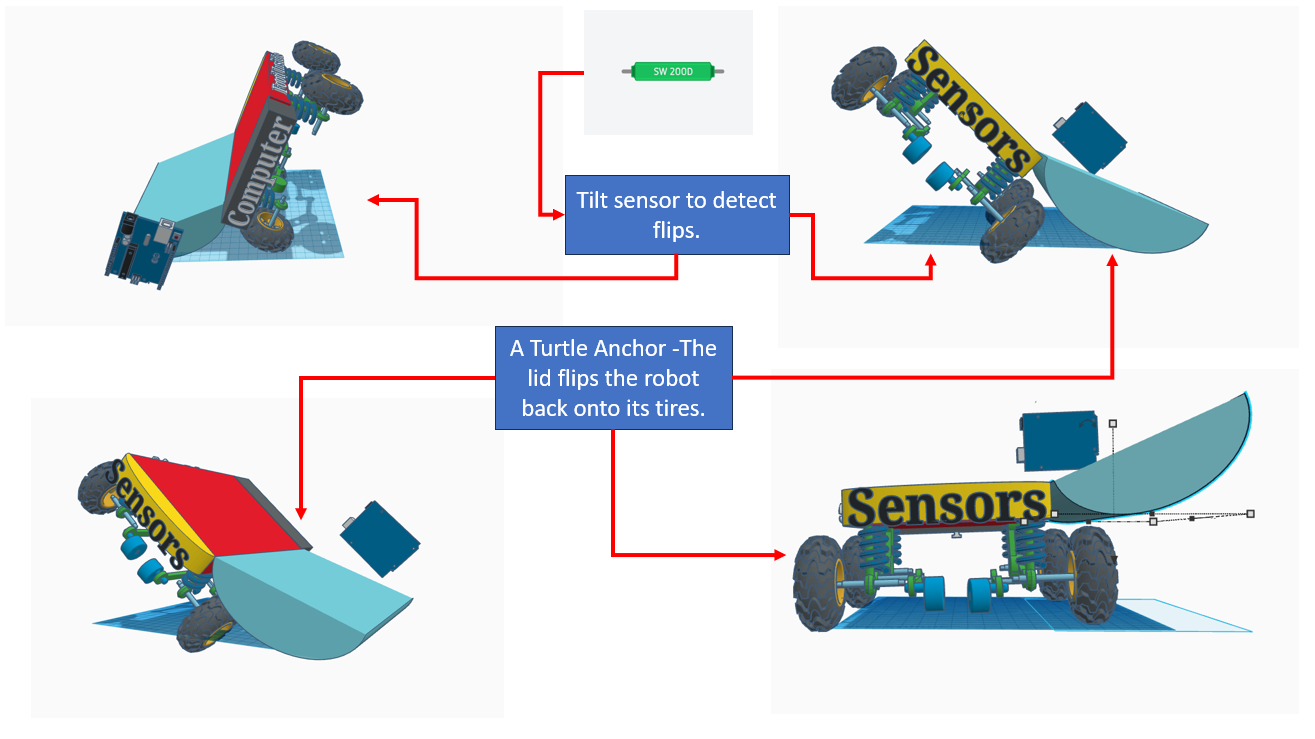 SW 200D
Computer
Sensors
Tilt sensor to detect
flips.
A Turtle Anchor -The
lid flips the robot
back onto its tires.
Sensors
Sensors